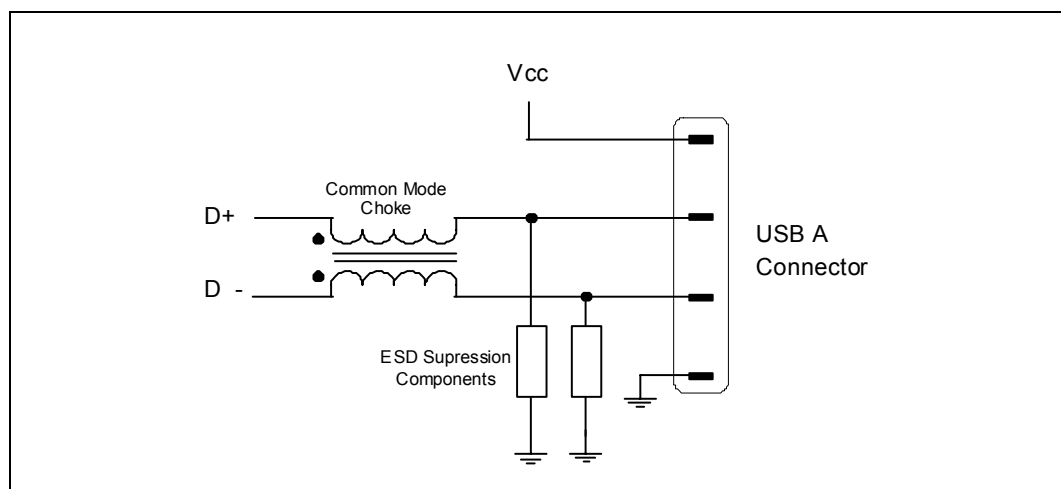 Vcc
Common Mode
Choke
D+
D -
USB A
Connector
ESD Supression
Components